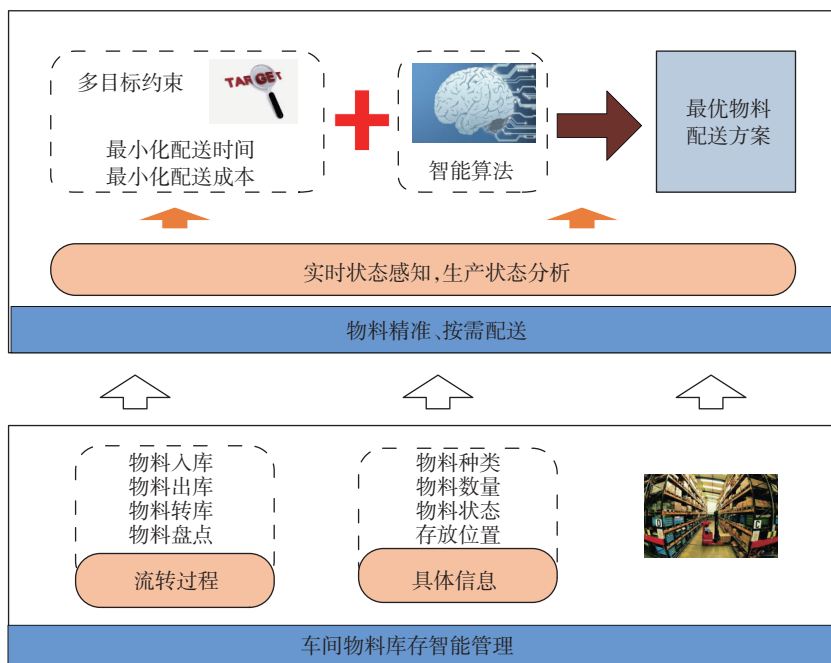 多目标约束
TARGET
最小化配送时间
最小化配送成本
智能算法
最优物料
配送方案
实时状态感知,生产状态分析
物料精准、按需配送
物料入库
物料出库
物料转库
物料盘点
流转过程
物料种类
物料数量
物料状态
存放位置
具体信息
D
C
车间物料库存智能管理